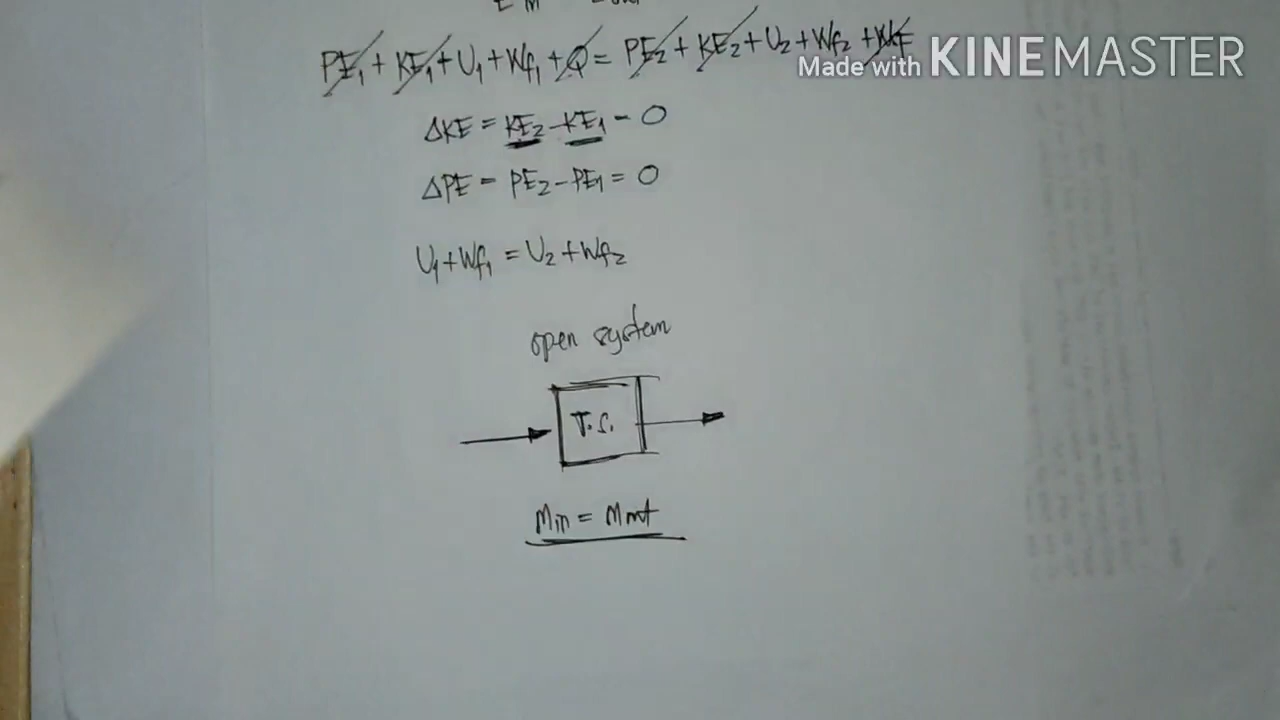 PE₁ + KE₁ + U₁ + Wf₁ + Q = PE₂ + KE₂ + U₂ + Wf₂ + WF
Made with KINEMASTER
ΔKE = KE₂ - KE₁ = 0
ΔPE = PE₂ - PE₁ = 0
U₁ + Wf₁ = U₂ + Wf₂
open system
T.S.
Min = Mout